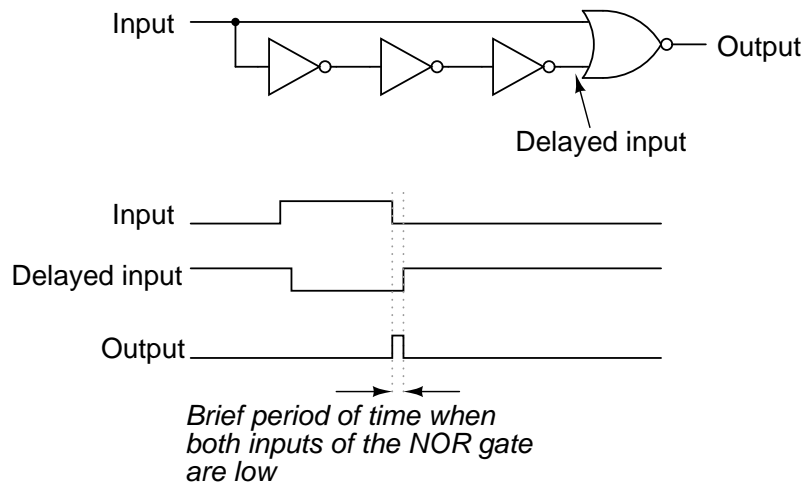 Input
Output
Delayed input
Input
Delayed input
Output
Brief period of time when
both inputs of the NOR gate
are low